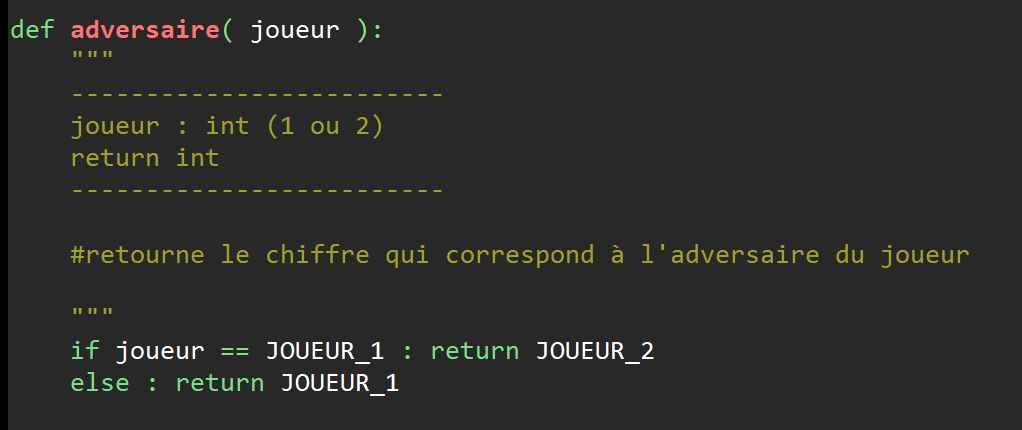 def adversaire( joueur ):
    """
    -------------------------
    joueur : int (1 ou 2)
    return int
    -------------------------
    #retourne le chiffre qui correspond à l'adversaire du joueur
    """
    if joueur == JOUEUR_1 : return JOUEUR_2
    else : return JOUEUR_1